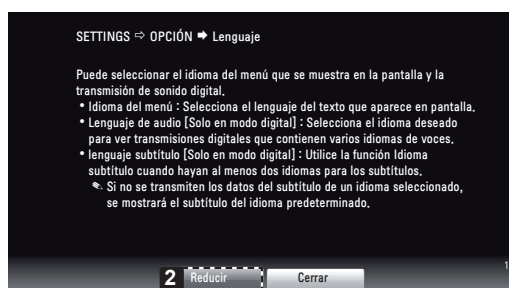 SETTINGS ⇨ OPCIÓN ➡ Lenguaje
Puede seleccionar el idioma del menú que se muestra en la pantalla y la
transmisión de sonido digital.
• Idioma del menú : Selecciona el lenguaje del texto que aparece en pantalla.
• Lenguaje de audio [Solo en modo digital] : Selecciona el idioma deseado
para ver transmisiones digitales que contienen varios idiomas de voces.
• lenguaje subtítulo [Solo en modo digital] : Utilice la función Idioma
subtítulo cuando hayan al menos dos idiomas para los subtítulos.
✎ Si no se transmiten los datos del subtítulo de un idioma seleccionado,
se mostrará el subtítulo del idioma predeterminado.
1
2 Reducir Cerrar